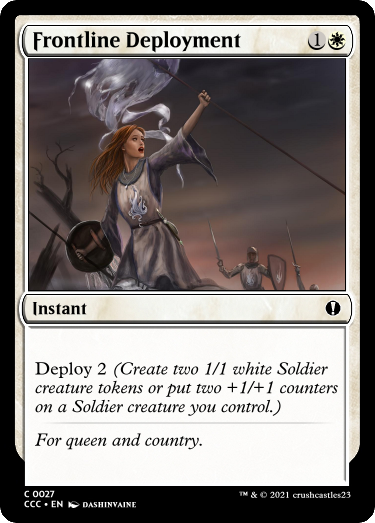 Frontline Deployment 1
Instant
Deploy 2 (Create two 1/1 white Soldier
creature tokens or put two +1/+1 counters
on a Soldier creature you control.)
For queen and country.
C 0027
CCC • EN DASHINVAINE
™ & © 2021 crushcastles23